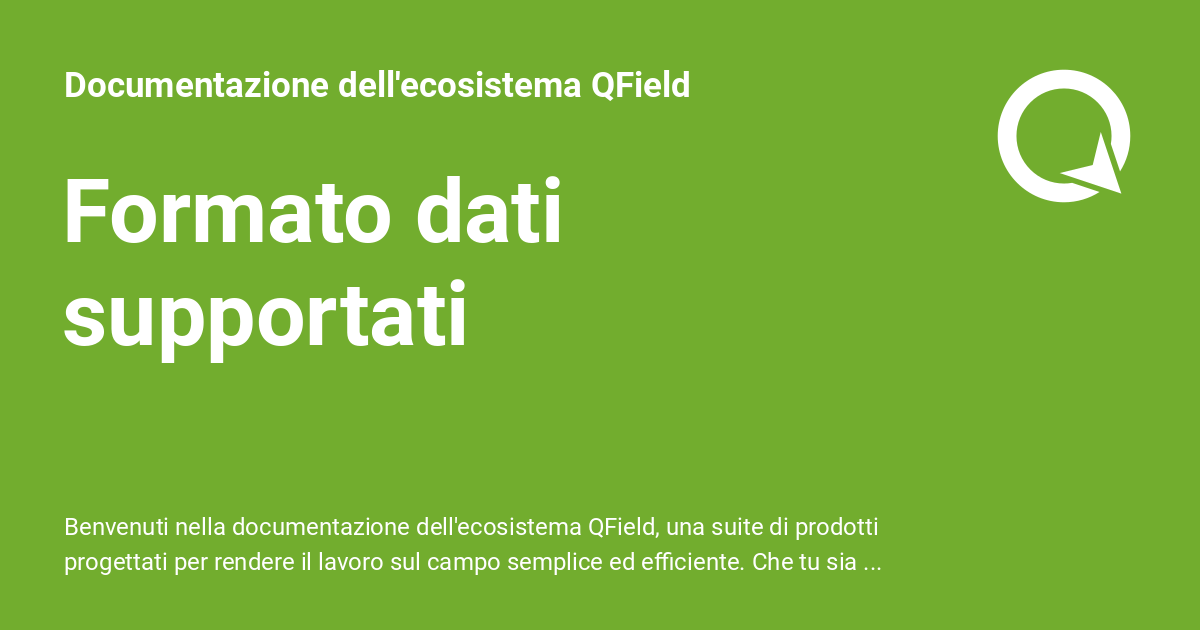 Documentazione dell'ecosistema QField
Formato dati
supportati
Benvenuti nella documentazione dell'ecosistema QField, una suite di prodotti
progettati per rendere il lavoro sul campo semplice ed efficiente. Che tu sia ...